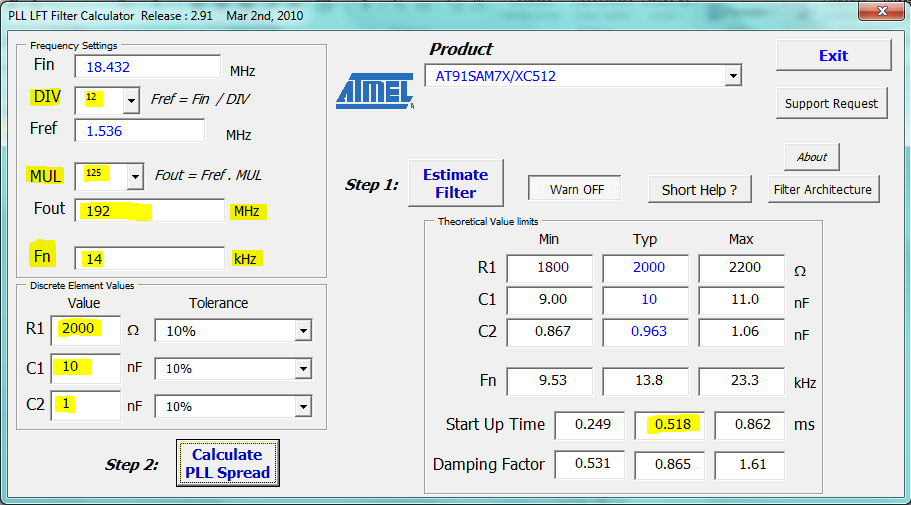 PLL LFT Filter Calculator Release : 2.91 Mar 2nd, 2010
Frequency Settings
Fin 18.432 MHz
DIV 12 Fref = Fin / DIV
Fref 1.536 MHz
MUL 125 Fout = Fref . MUL
Fout 192 MHz
Fn 14 kHz
Discrete Element Values
Value Tolerance
R1 2000 Ω 10%
C1 10 nF 10%
C2 1 nF 10%
Step 2: Calculate
PLL Spread
Product
ATMEL
AT91SAM7X/XC512
Exit
Support Request
About
Step 1: Estimate
Filter
Warn OFF
Short Help ?
Filter Architecture
Theoretical Value limits
Min Typ Max
R1 1800 2000 2200 Ω
C1 9.00 10 11.0 nF
C2 0.867 0.963 1.06 nF
Fn 9.53 13.8 23.3 kHz
Start Up Time 0.249 0.518 0.862 ms
Damping Factor 0.531 0.865 1.61